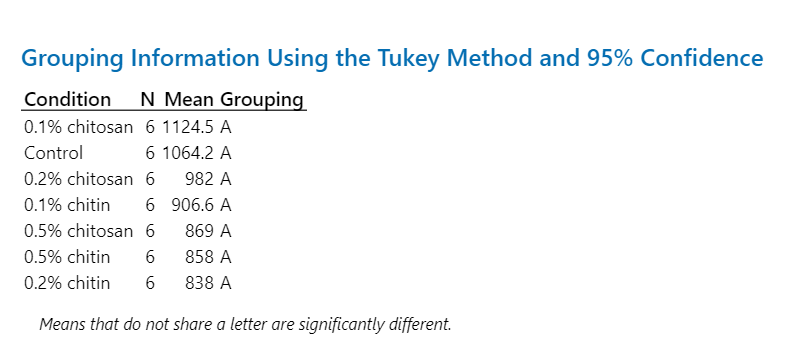 Grouping Information Using the Tukey Method and 95% Confidence
Condition N Mean Grouping
0.1% chitosan 6 1124.5 A
Control 6 1064.2 A
0.2% chitosan 6 982 A
0.1% chitin 6 906.6 A
0.5% chitosan 6 869 A
0.5% chitin 6 858 A
0.2% chitin 6 838 A
Means that do not share a letter are significantly different.